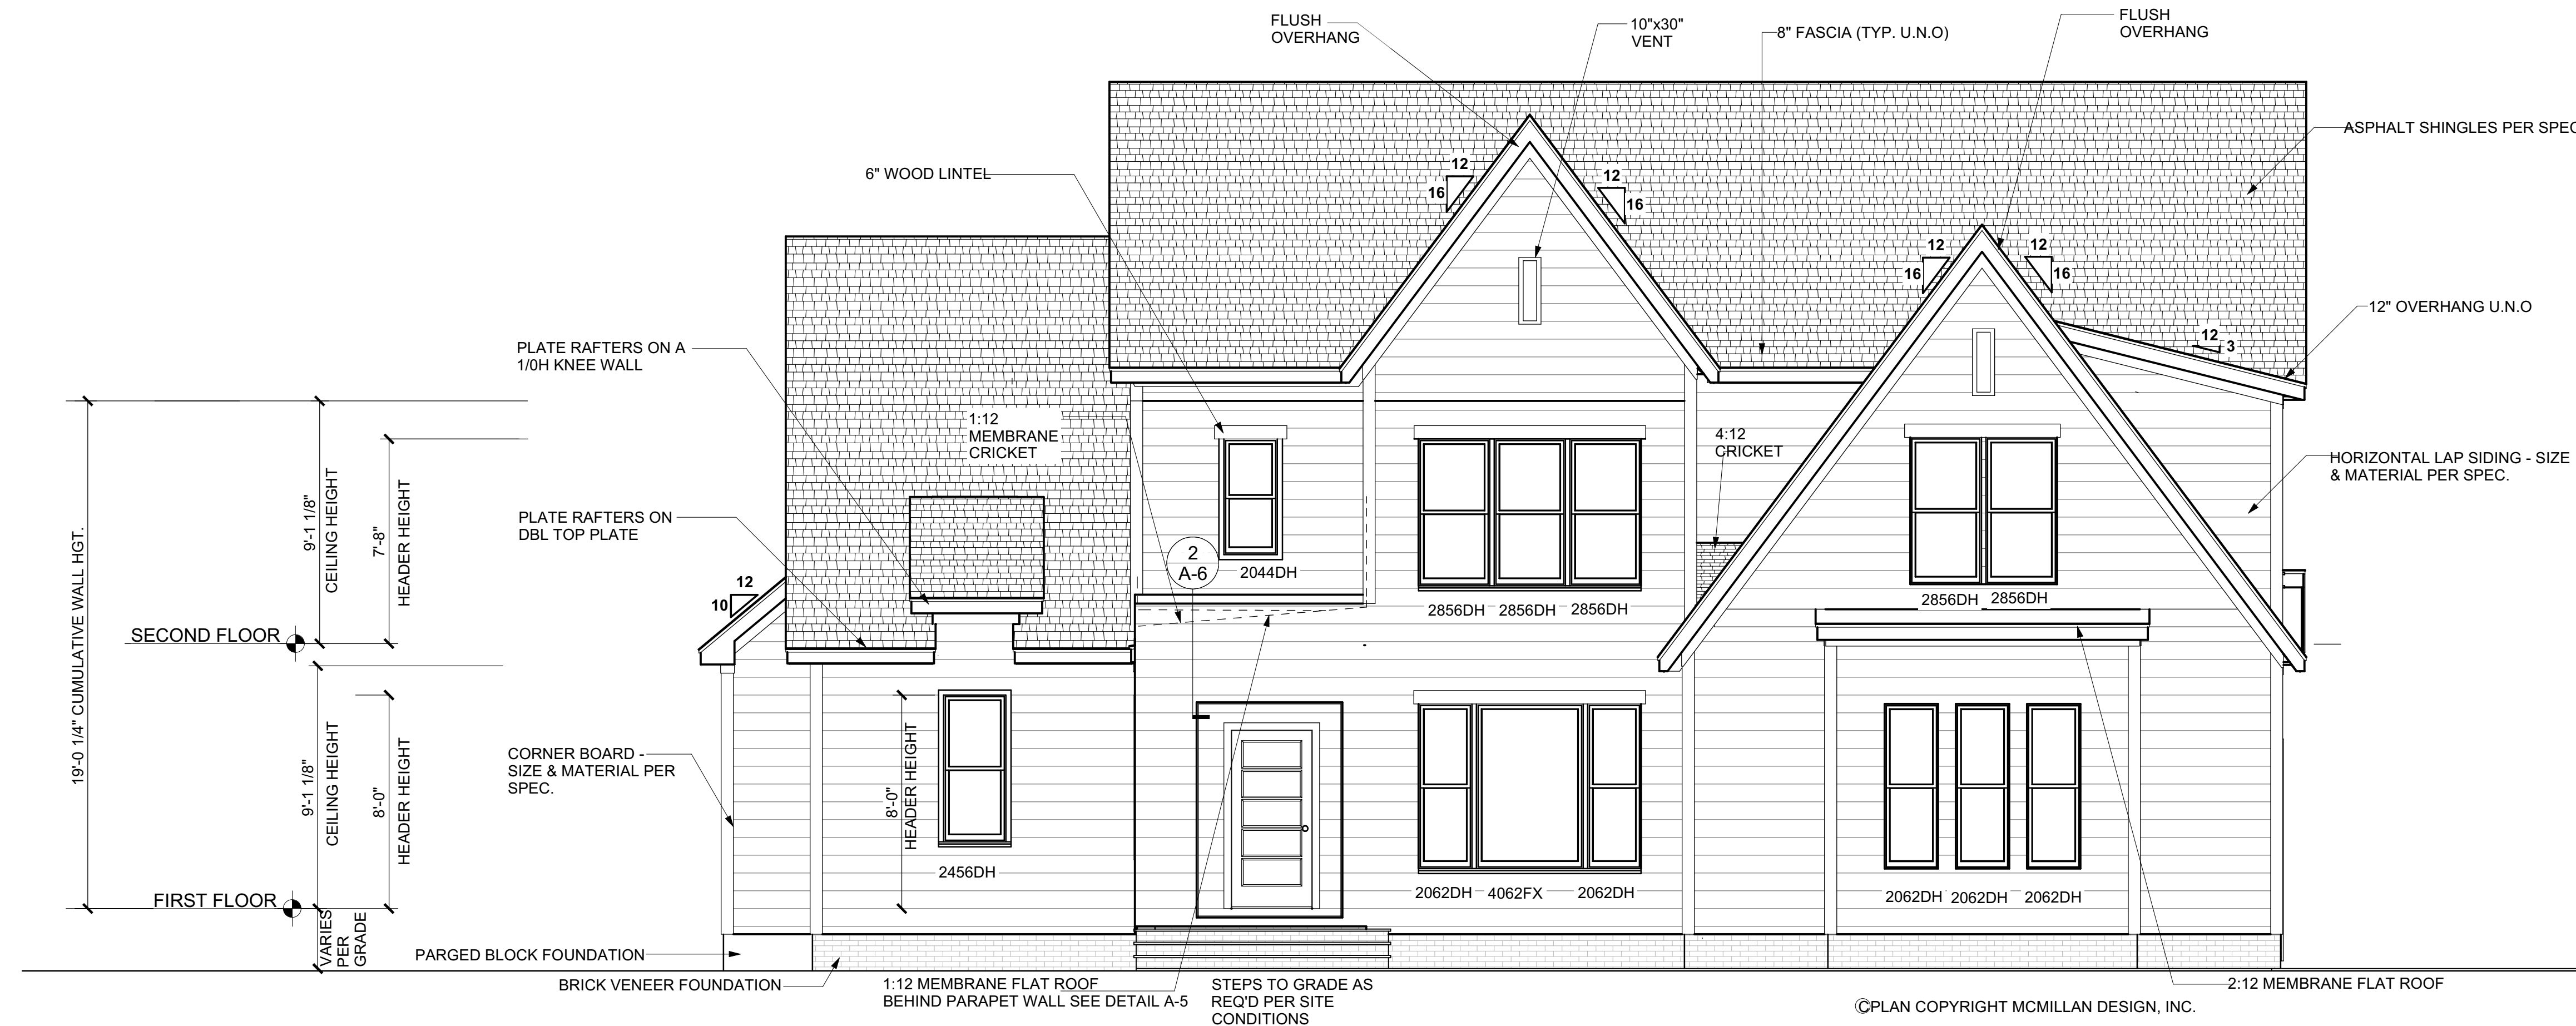 FLUSH
OVERHANG
10"x30"
VENT
8" FASCIA (TYP. U.N.O)
FLUSH
OVERHANG
ASPHALT SHINGLES PER SPEC
6" WOOD LINTEL
12
16
12
16
12
16
12
16
12" OVERHANG U.N.O
12
3
PLATE RAFTERS ON A
1/0H KNEE WALL
1:12
MEMBRANE
CRICKET
4:12
CRICKET
HORIZONTAL LAP SIDING - SIZE
& MATERIAL PER SPEC.
PLATE RAFTERS ON
DBL TOP PLATE
19'-0 1/4" CUMULATIVE WALL HGT.
9'-1 1/8"
CEILING HEIGHT
7'-8"
HEADER HEIGHT
2
A-6
2044DH
2856DH
2856DH
2856DH
2856DH
2856DH
12
10
SECOND FLOOR
9'-1 1/8"
CEILING HEIGHT
8'-0"
HEADER HEIGHT
CORNER BOARD -
SIZE & MATERIAL PER
SPEC.
8'-0"
HEADER HEIGHT
2456DH
2062DH
4062FX
2062DH
2062DH
2062DH
2062DH
FIRST FLOOR
VARIES
PER
GRADE
PARGED BLOCK FOUNDATION
BRICK VENEER FOUNDATION
1:12 MEMBRANE FLAT ROOF
BEHIND PARAPET WALL SEE DETAIL A-5
STEPS TO GRADE AS
REQ'D PER SITE
CONDITIONS
2:12 MEMBRANE FLAT ROOF
©PLAN COPYRIGHT MCMILLAN DESIGN, INC.